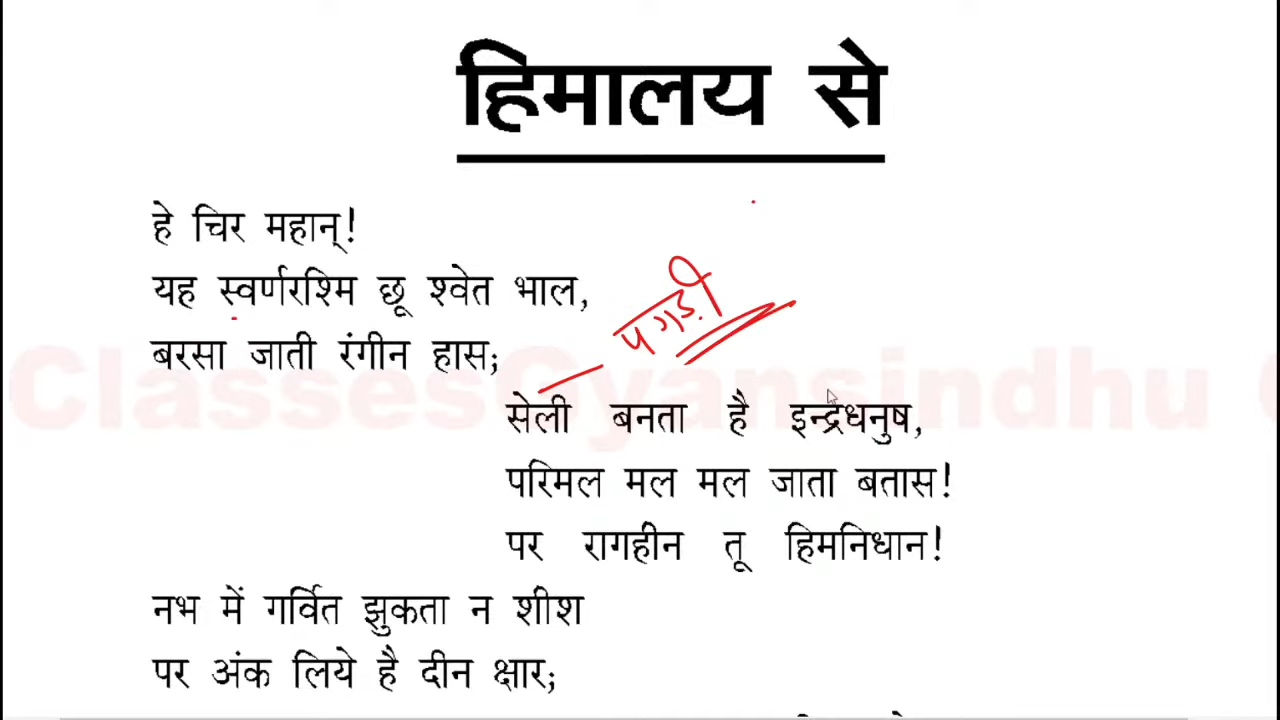 हिमालय से
हे चिर महान्!
यह स्वर्णरश्मि छू श्वेत भाल,
बरसा जाती रंगीन हास;
पगड़ी
ClassesGyansindhu
सेली बनता है इन्द्रधनुष,
परिमल मल मल जाता बतास!
पर रागहीन तू हिमनिधान!
नभ में गर्वित झुकता न शीश
पर अंक लिये है दीन क्षार;